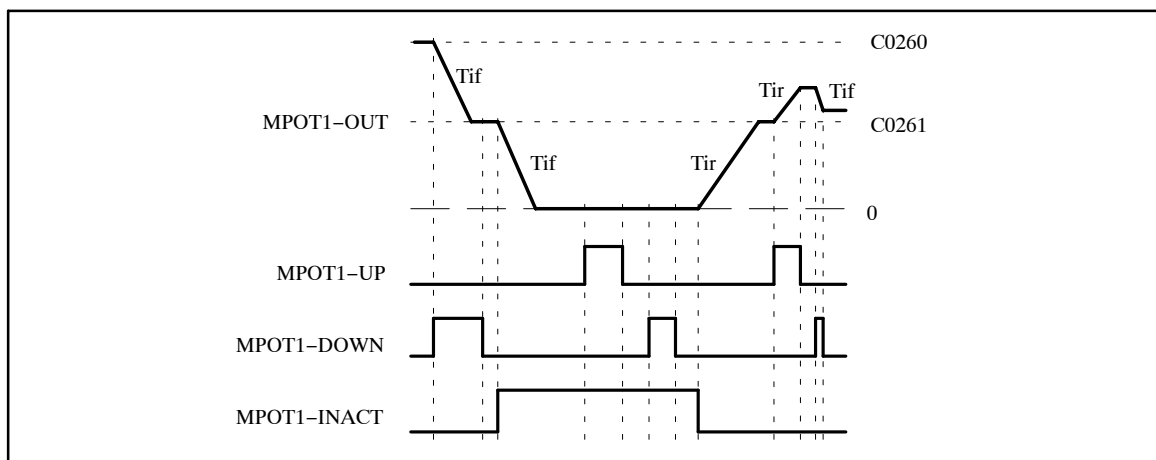 C0260
Tif
Tir
Tif
MPOT1−OUT
C0261
Tif
Tir
0
MPOT1−UP
MPOT1−DOWN
MPOT1−INACT